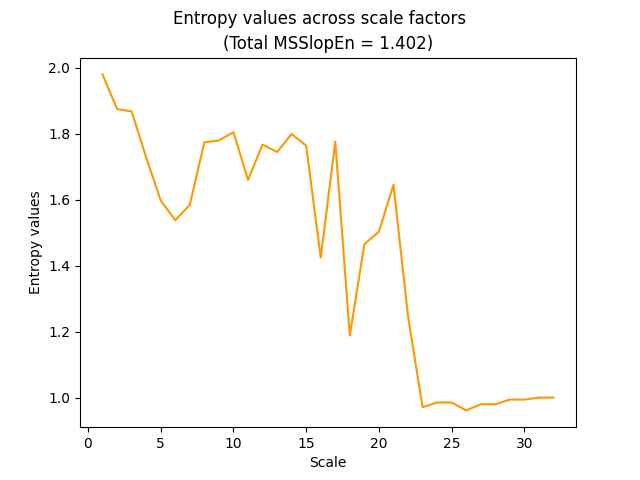 Entropy values across scale factors
(Total MSSlopEn = 1.402)
2.0
1.8
1.6
1.4
1.2
1.0
Entropy values
0 5 10 15 20 25 30
Scale